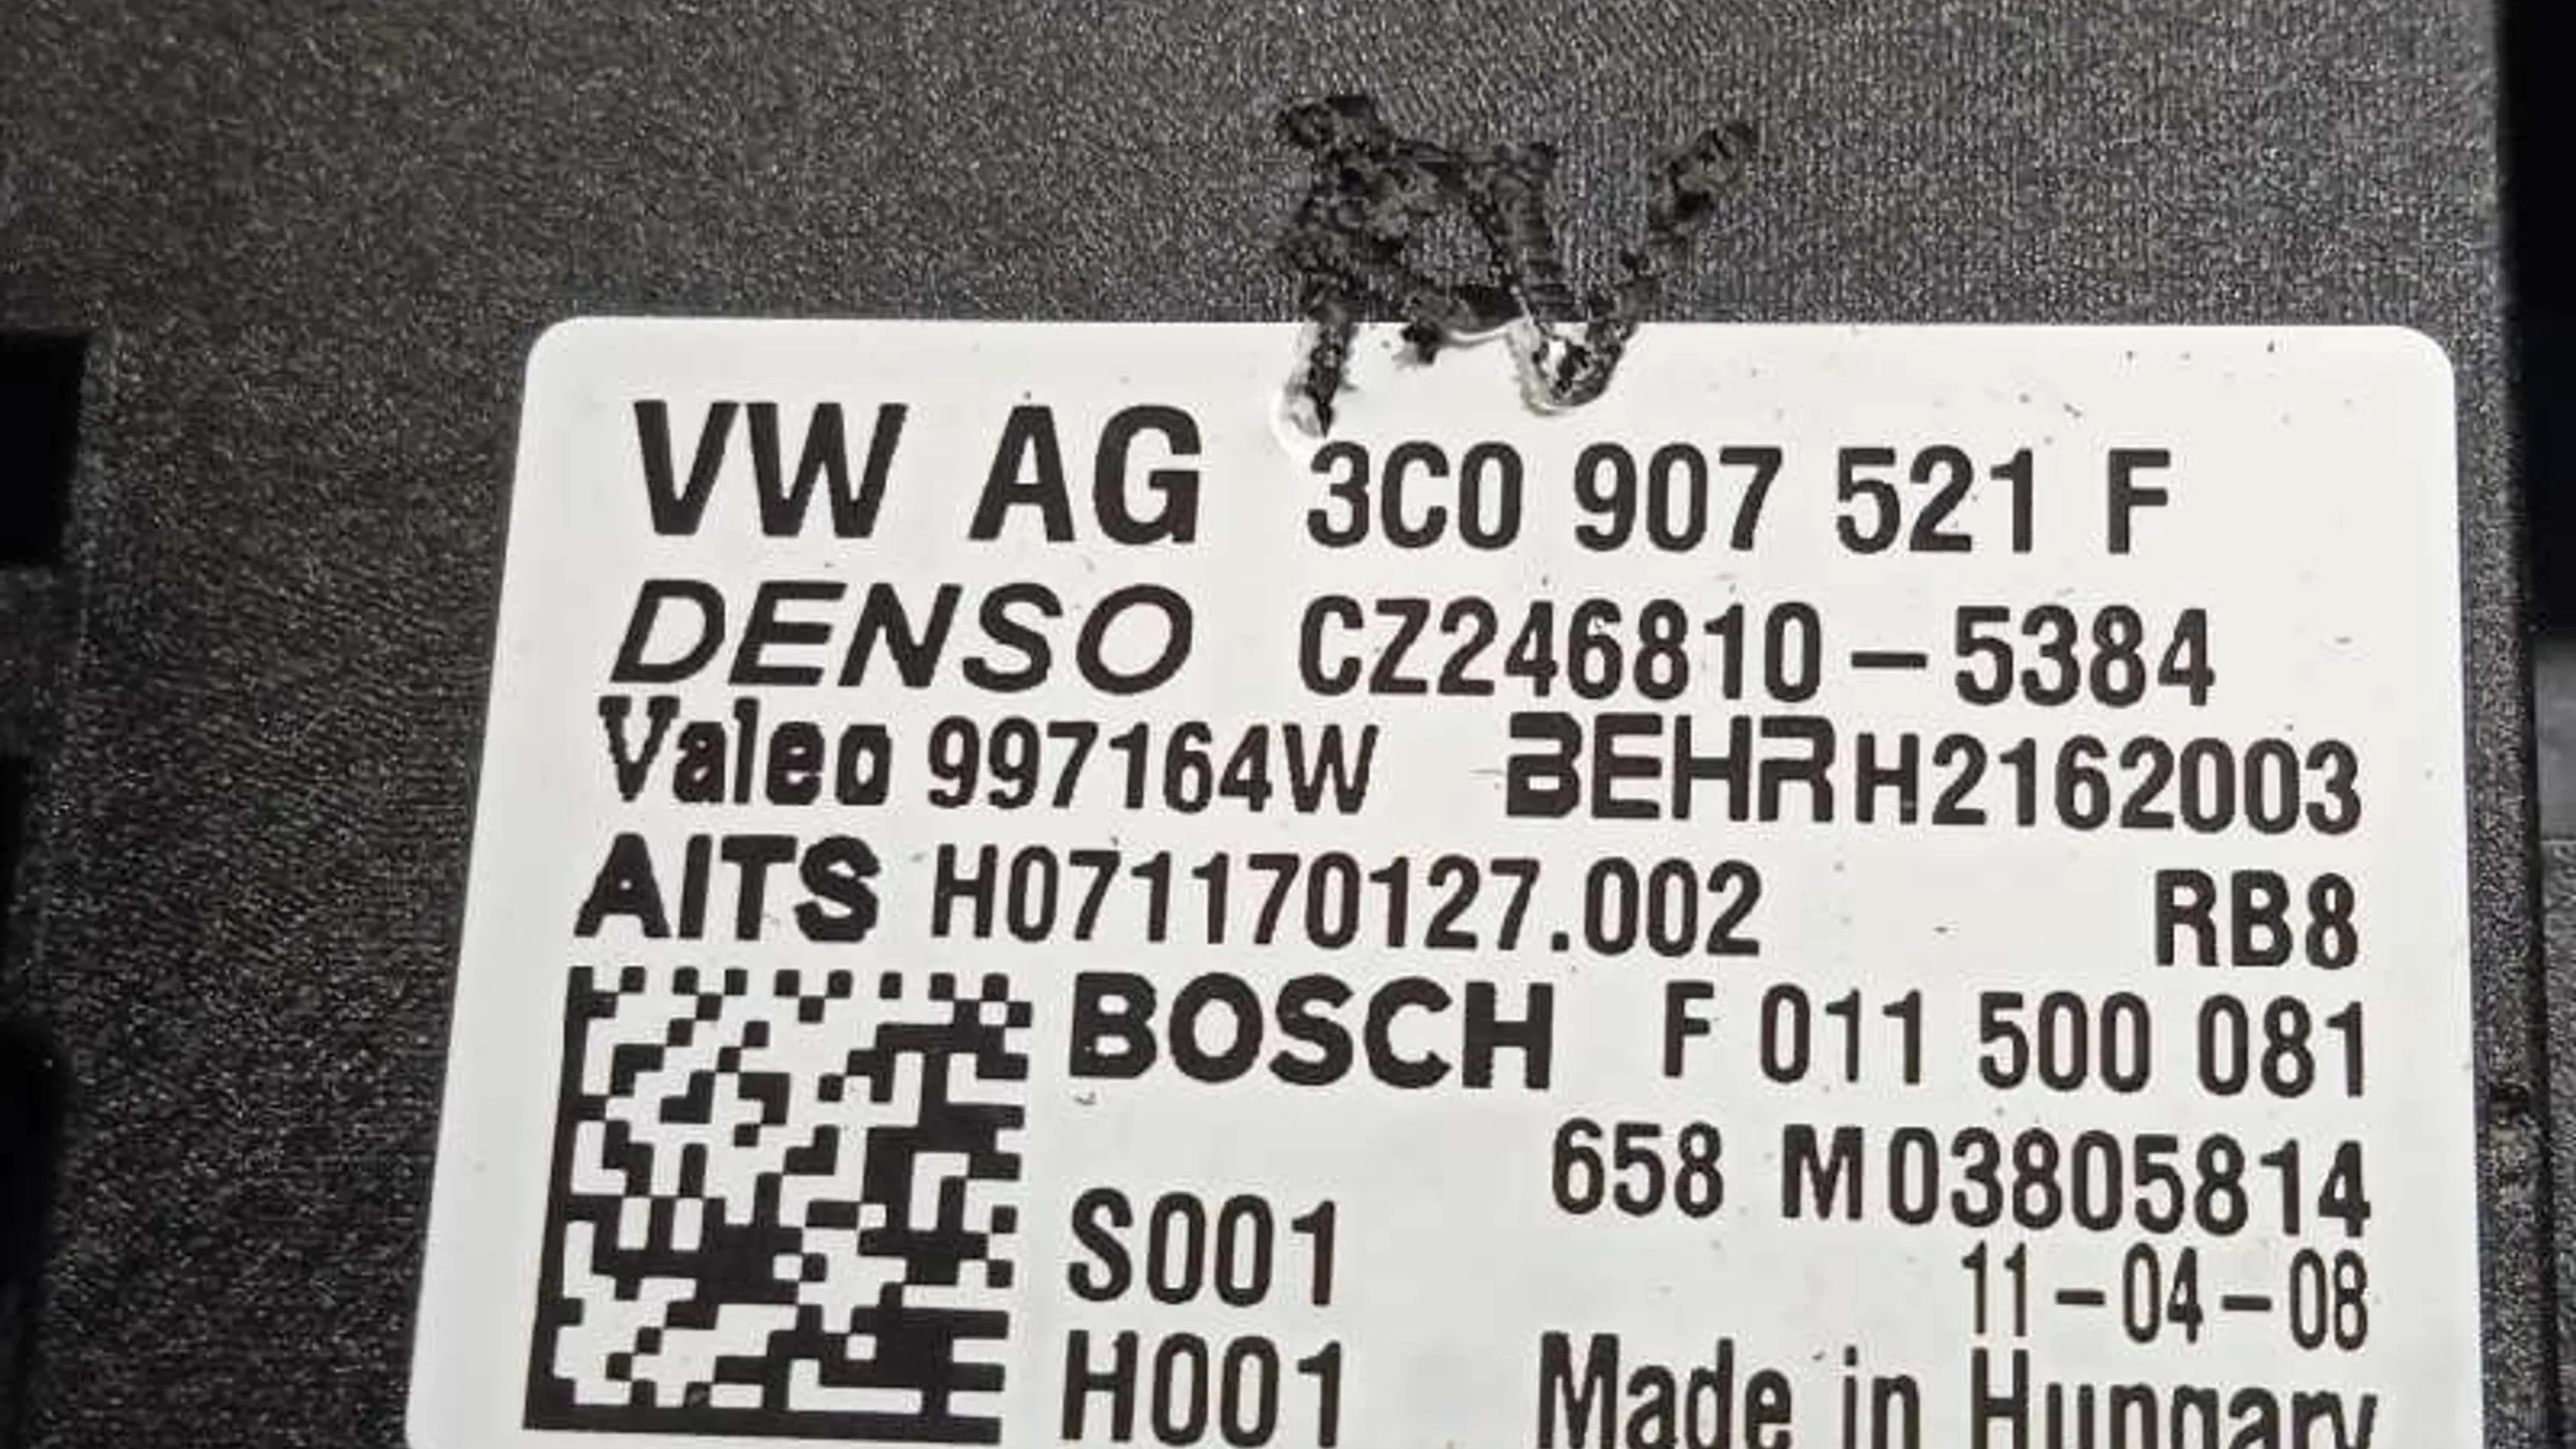 VW AG 3C0 907 521 F
DENSO CZ246810-5384
Valeo 997164W BEHR H2162003
AITS H071170127.002 RB8
BOSCH F 011 500 081
658 M03805814
S001
11-04-08
H001
Made in Hungary